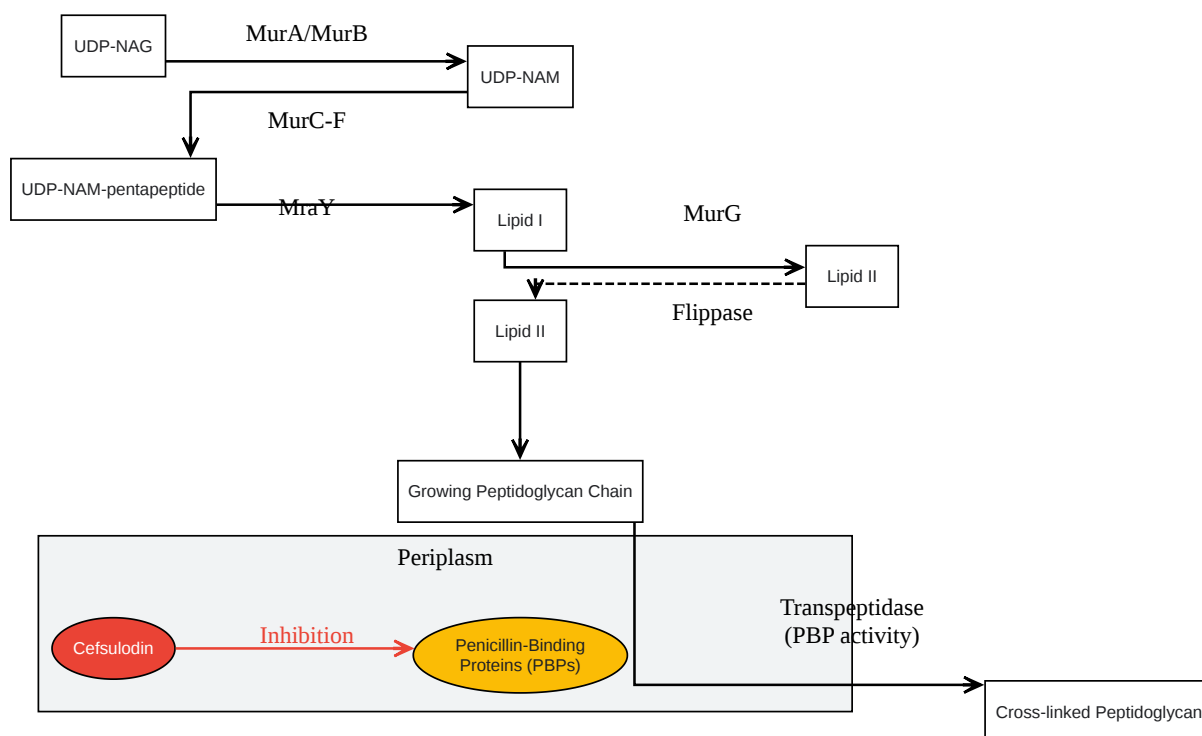 MurA/MurB
UDP-NAG
UDP-NAM
MurC-F
UDP-NAM-pentapeptide
MraY
Lipid I
MurG
Lipid II
Flippase
Lipid II
Growing Peptidoglycan Chain
Periplasm
Transpeptidase
(PBP activity)
Cefsulodin
Inhibition
Penicillin-Binding
Proteins (PBPs)
Cross-linked Peptidoglycan